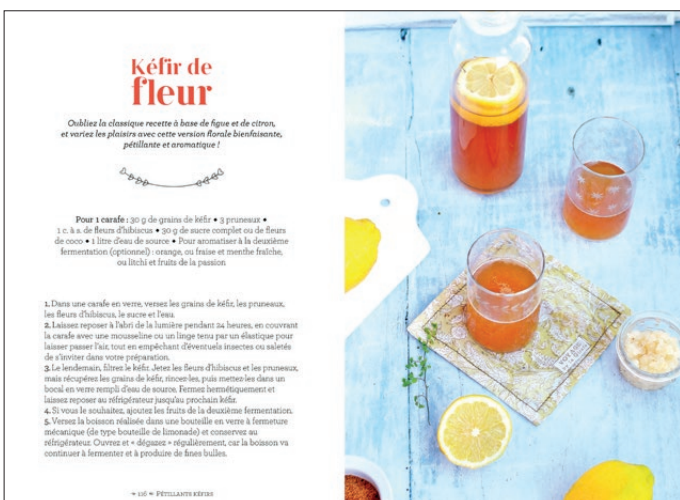 Kéfir de
fleur
Oubliez la classique recette à base de figue et de citron,
et variez les plaisirs avec cette version florale bienfaisante,
pétillante et aromatique !
Pour 1 carafe : 30 g de grains de kéfir • 3 pruneaux •
1 c. à s. de fleurs d'hibiscus • 30 g de sucre complet ou de fleurs
de coco • 1 litre d'eau de source • Pour aromatiser à la deuxième
fermentation (optionnel) : orange, ou fraise et menthe fraîche,
ou litchi et fruits de la passion
1. Dans une carafe en verre, versez les grains de kéfir, les pruneaux,
les fleurs d'hibiscus, le sucre et l'eau.
2. Laissez reposer à l'abri de la lumière pendant 24 heures, en couvrant
la carafe avec une mousseline ou un linge tenu par un élastique pour
laisser passer l'air, tout en empêchant d'éventuels insectes ou saletés
de s'inviter dans votre préparation.
3. Le lendemain, filtrez le kéfir. Jetez les fleurs d'hibiscus et les pruneaux,
mais récupérez les grains de kéfir, rincez-les, puis mettez-les dans un
bocal en verre rempli d'eau de source. Fermez hermétiquement et
laissez reposer au réfrigérateur jusqu'au prochain kéfir.
4. Si vous le souhaitez, ajoutez les fruits de la deuxième fermentation.
5. Versez la boisson réalisée dans une bouteille en verre à fermeture
mécanique (de type bouteille de limonade) et conservez au
réfrigérateur. Ouvrez et « dégazez » régulièrement, car la boisson va
continuer à fermenter et à produire de fines bulles.
116 PÉTILLANTS KÉFIRS